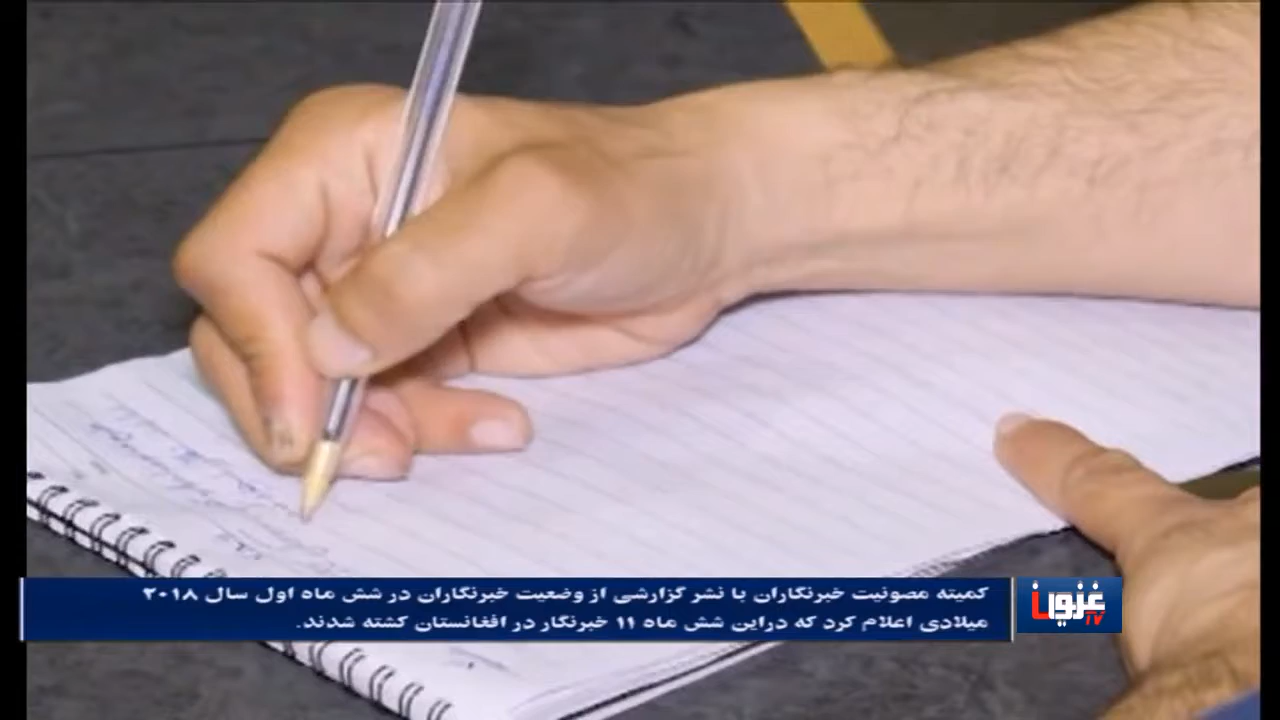 کمیته مصونیت خبرنگاران با نشر گزارشی از وضعیت خبرنگاران در شش ماه اول سال ۲۰۱۸
میلادی اعلام کرد که دراین شش ماه ۱۱ خبرنگار در افغانستان کشته شدند.
غزنویان
TV